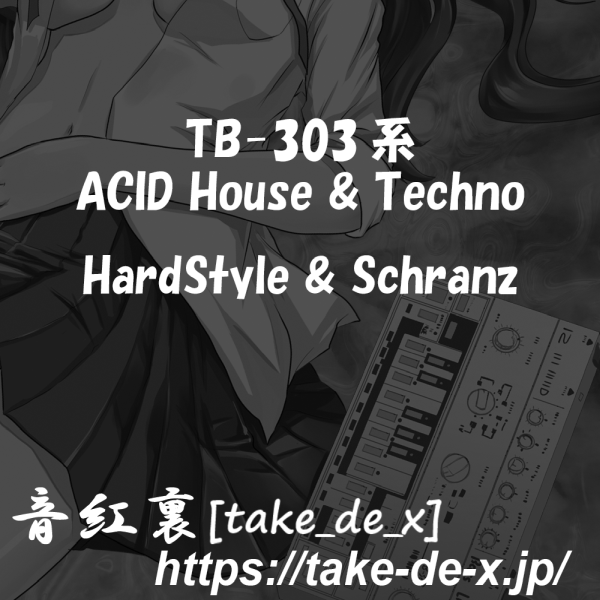 TB-303系
ACID House & Techno
HardStyle & Schranz
音紅裏[take_de_x]
https://take-de-x.jp/